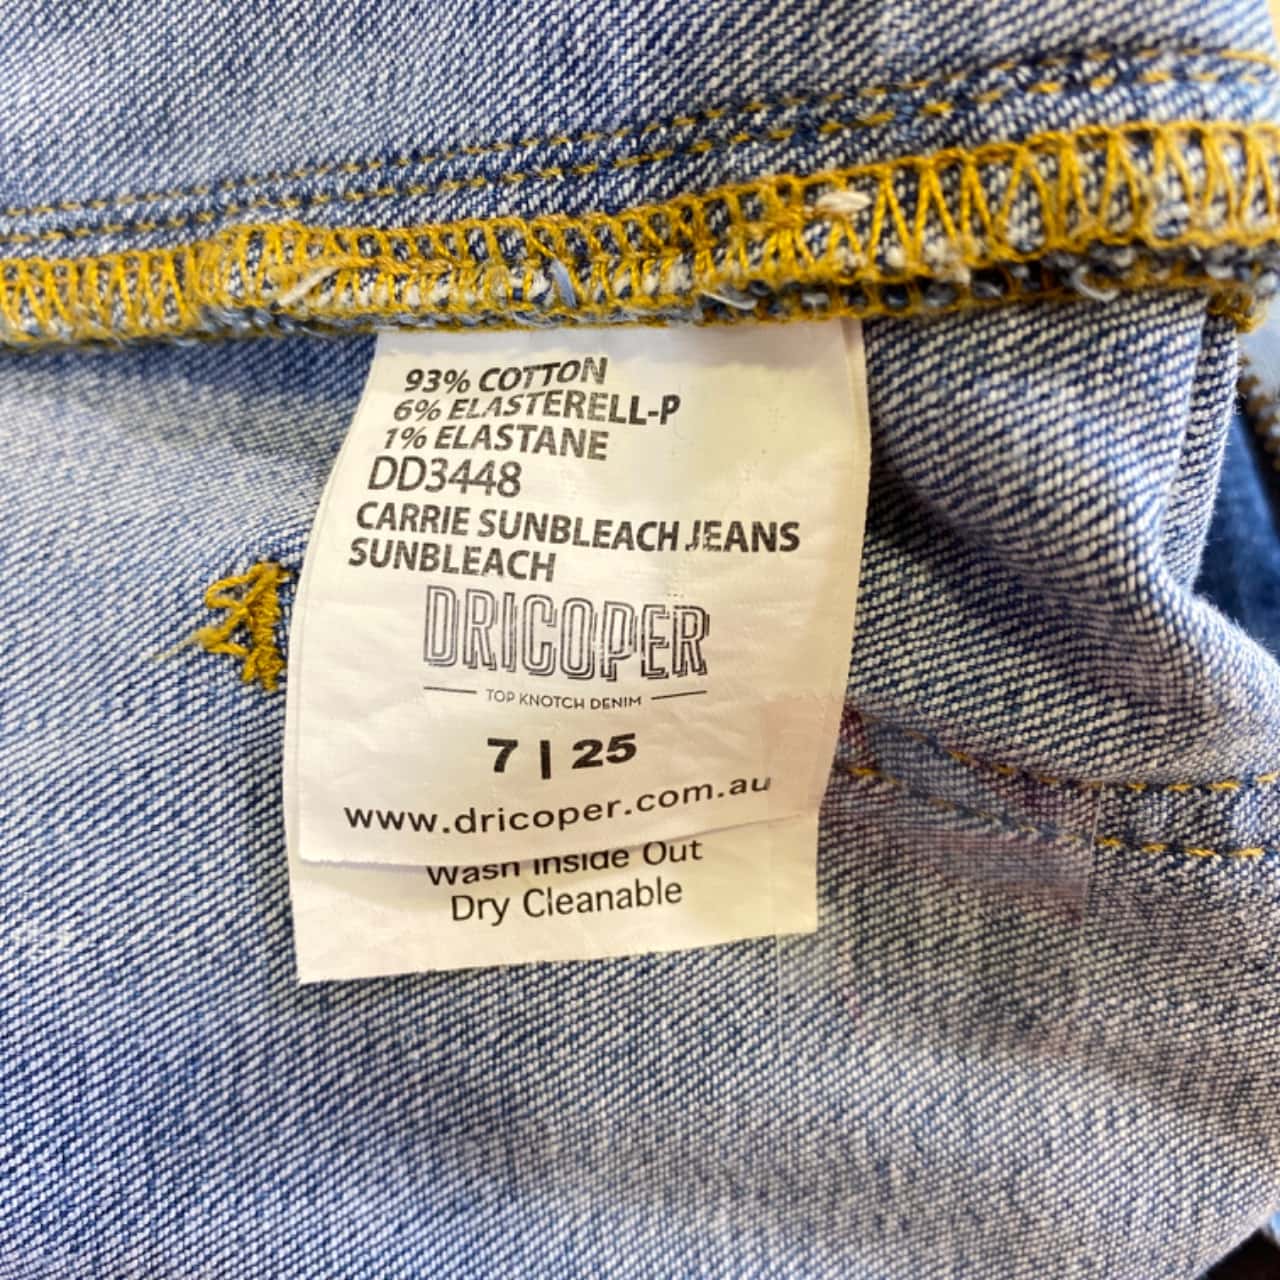 93% COTTON
6% ELASTERELL-P
1% ELASTANE
DD3448
CARRIE SUNBLEACH JEANS
SUNBLEACH
DRICOPER
TOP KNOTCH DENIM
7 | 25
www.dricoper.com.au
Wash Inside Out
Dry Cleanable